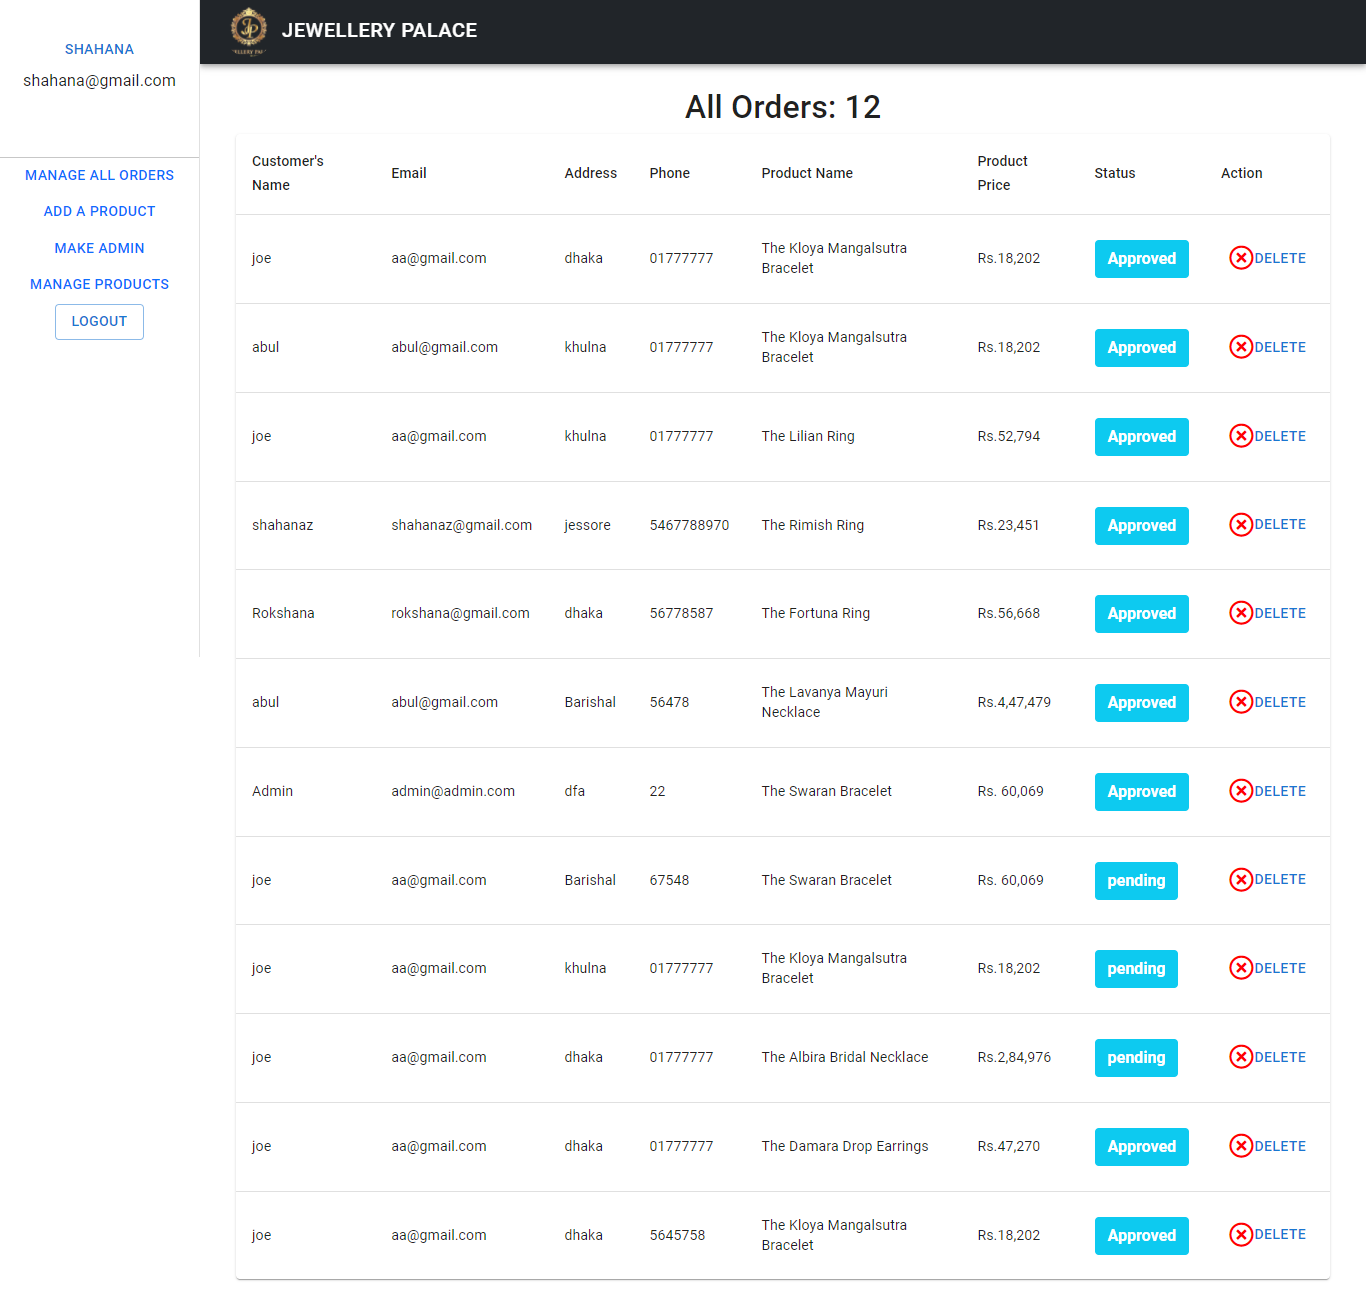 SHAHANA
shahana@gmail.com
MANAGE ALL ORDERS
ADD A PRODUCT
MAKE ADMIN
MANAGE PRODUCTS
LOGOUT
JP
JEWELLERY PALACE
All Orders: 12
Customer's Name Email Address Phone Product Name Product Price Status Action
joe aa@gmail.com dhaka 01777777 The Kloya Mangalsutra Bracelet Rs.18,202 Approved DELETE
abul abul@gmail.com khulna 01777777 The Kloya Mangalsutra Bracelet Rs.18,202 Approved DELETE
joe aa@gmail.com khulna 01777777 The Lilian Ring Rs.52,794 Approved DELETE
shahanaz shahanaz@gmail.com jessore 5467788970 The Rimish Ring Rs.23,451 Approved DELETE
Rokshana rokshana@gmail.com dhaka 56778587 The Fortuna Ring Rs.56,668 Approved DELETE
abul abul@gmail.com Barishal 56478 The Lavanya Mayuri Necklace Rs.4,47,479 Approved DELETE
Admin admin@admin.com dfa 22 The Swaran Bracelet Rs. 60,069 Approved DELETE
joe aa@gmail.com Barishal 67548 The Swaran Bracelet Rs. 60,069 pending DELETE
joe aa@gmail.com khulna 01777777 The Kloya Mangalsutra Bracelet Rs.18,202 pending DELETE
joe aa@gmail.com dhaka 01777777 The Albira Bridal Necklace Rs.2,84,976 pending DELETE
joe aa@gmail.com dhaka 01777777 The Damara Drop Earrings Rs.47,270 Approved DELETE
joe aa@gmail.com dhaka 5645758 The Kloya Mangalsutra Bracelet Rs.18,202 Approved DELETE